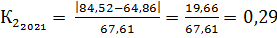 К₂₂₀₂₁ = |84,52−64,86| / 67,61 = 19,66 / 67,61 = 0,29